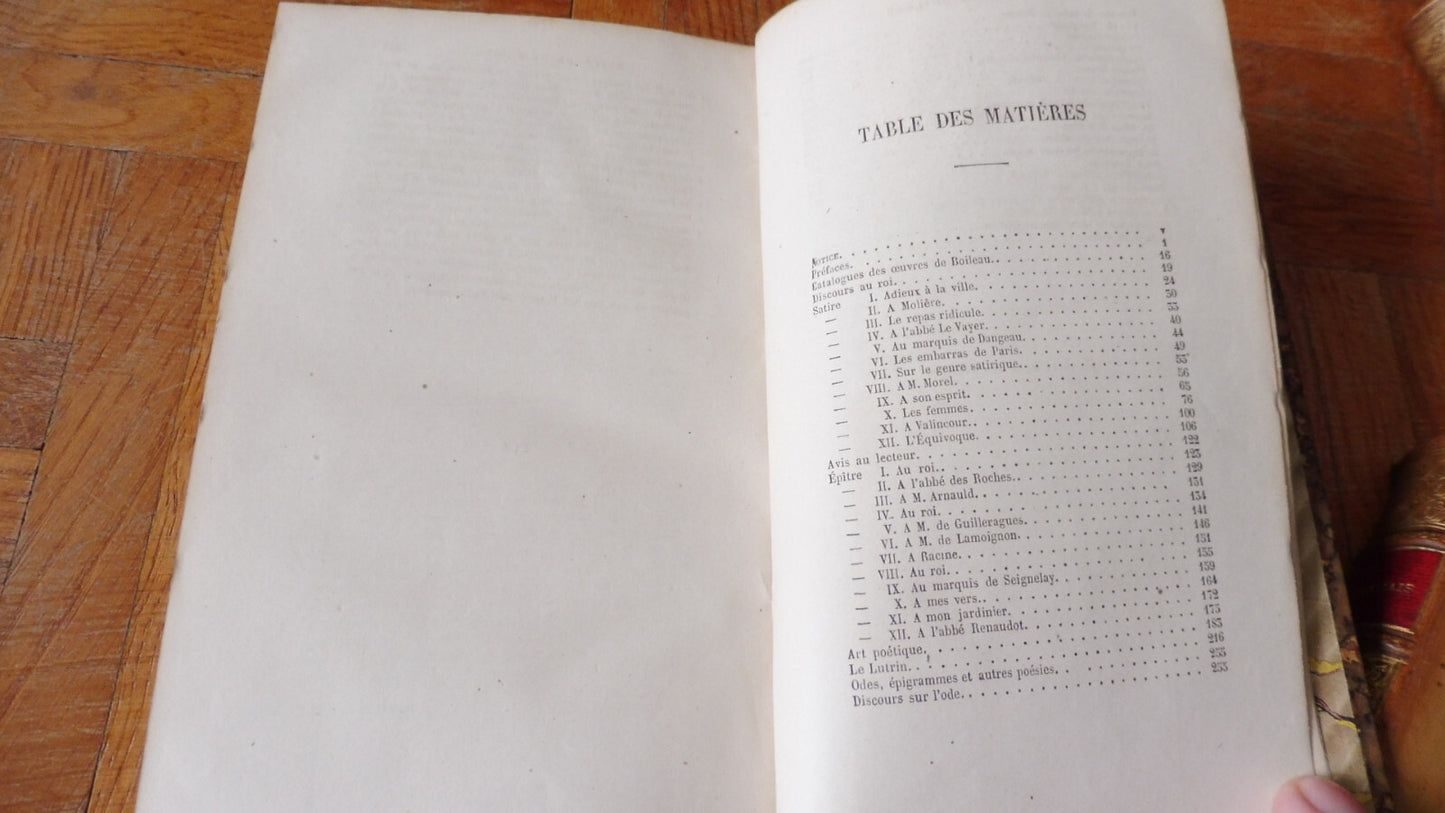 TABLE DES MATIÈRES
NOTICE. v
Préfaces. 1
Catalogues des œuvres de Boileau. 16
Discours au roi. 19
Satire I. Adieux à la ville. 24
— II. A Molière. 30
— III. Le repas ridicule. 33
— IV. A l'abbé Le Vayer. 40
— V. Au marquis de Dangeau. 44
— VI. Les embarras de Paris. 49
— VII. Sur le genre satirique. 53
— VIII. A M. Morel. 56
— IX. A son esprit. 65
— X. Les femmes. 76
— XI. A Valincour. 100
— XII. L'Équivoque. 106
Avis au lecteur. 122
Épître I. Au roi. 123
— II. A l'abbé des Roches. 129
— III. A M. Arnauld. 131
— IV. Au roi. 134
— V. A M. de Guilleragues. 141
— VI. A M. de Lamoignon. 146
— VII. A Racine. 151
— VIII. Au roi. 155
— IX. Au marquis de Seignelay. 159
— X. A mes vers. 164
— XI. A mon jardinier. 172
— XII. A l'abbé Renaudot. 175
Art poétique. 183
Le Lutrin. 216
Odes, épigrammes et autres poésies. 255
Discours sur l'ode. 255